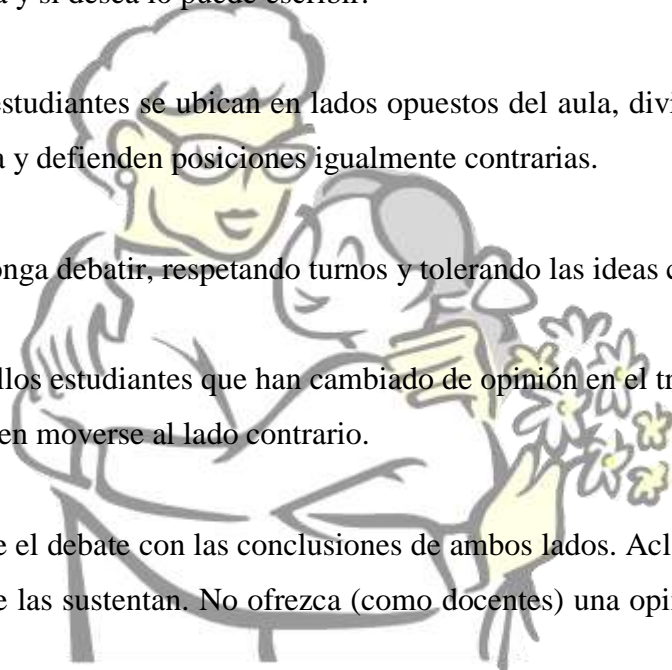 a y si desea lo puede escribir.
estudiantes se ubican en lados opuestos del aula, divi
a y defienden posiciones igualmente contrarias.
onga debatir, respetando turnos y tolerando las ideas c
llos estudiantes que han cambiado de opinión en el tr
en moverse al lado contrario.
e el debate con las conclusiones de ambos lados. Acl
e las sustentan. No ofrezca (como docentes) una opi